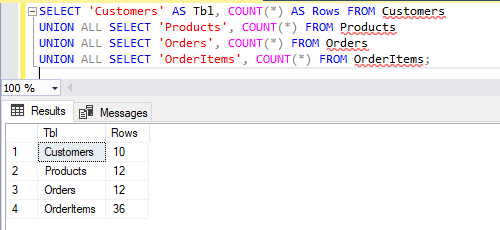 SELECT 'Customers' AS Tbl, COUNT(*) AS Rows FROM Customers
UNION ALL SELECT 'Products', COUNT(*) FROM Products
UNION ALL SELECT 'Orders', COUNT(*) FROM Orders
UNION ALL SELECT 'OrderItems', COUNT(*) FROM OrderItems;
100 %
Results Messages
Tbl Rows
1 Customers 10
2 Products 12
3 Orders 12
4 OrderItems 36